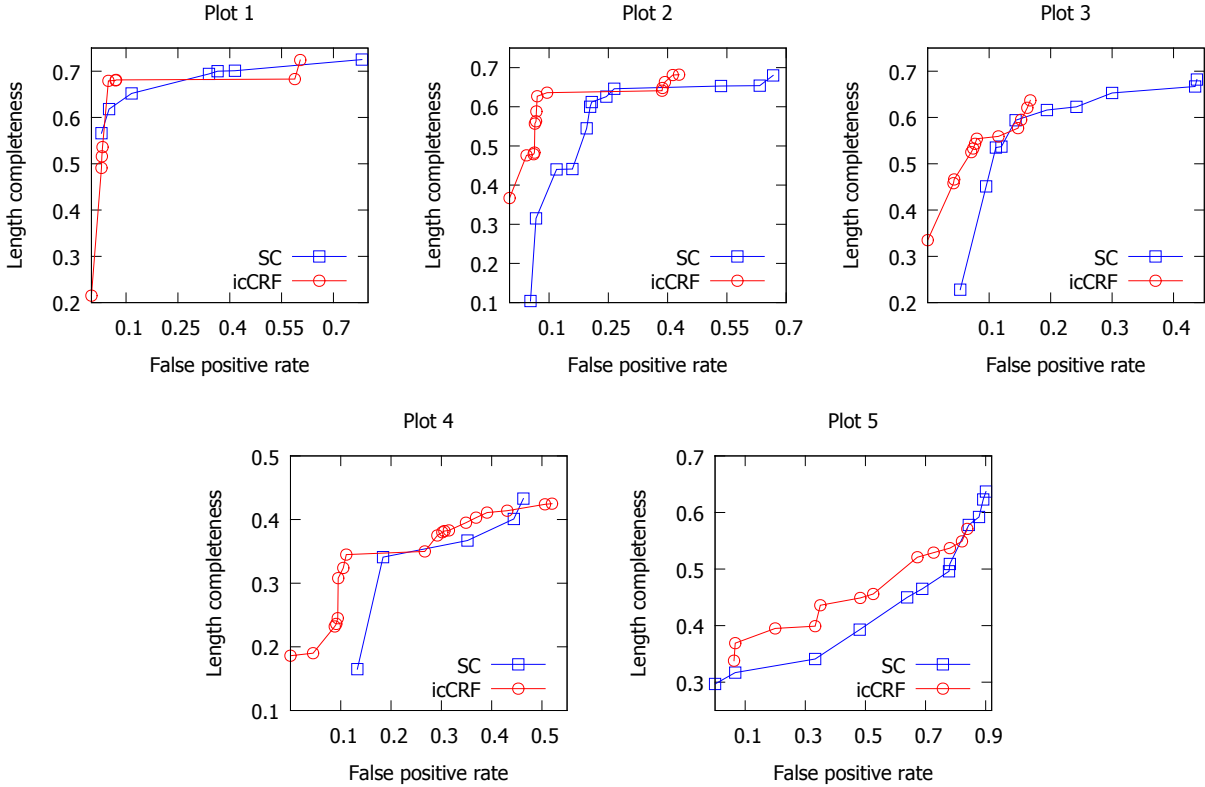 Plot 1
Length completeness
0.7
0.6
0.5
0.4
0.3
0.2
SC
icCRF
0.1 0.25 0.4 0.55 0.7
False positive rate
Plot 2
Length completeness
0.7
0.6
0.5
0.4
0.3
0.2
0.1
SC
icCRF
0.1 0.25 0.4 0.55 0.7
False positive rate
Plot 3
Length completeness
0.7
0.6
0.5
0.4
0.3
0.2
SC
icCRF
0.1 0.2 0.3 0.4
False positive rate
Plot 4
Length completeness
0.5
0.4
0.3
0.2
0.1
SC
icCRF
0.1 0.2 0.3 0.4 0.5
False positive rate
Plot 5
Length completeness
0.7
0.6
0.5
0.4
0.3
SC
icCRF
0.1 0.3 0.5 0.7 0.9
False positive rate